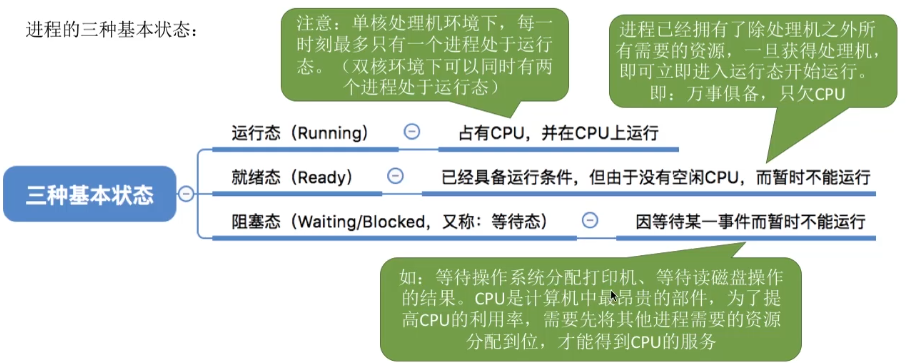 进程的三种基本状态：
注意：单核处理机环境下，每一
时刻最多只有一个进程处于运行
态。（双核环境下可以同时有两
个进程处于运行态）
进程已经拥有了除处理机之外所
有需要的资源，一旦获得处理机，
即可立即进入运行态开始运行。
即：万事俱备，只欠CPU
三种基本状态
运行态（Running） 占有CPU，并在CPU上运行
就绪态（Ready） 已经具备运行条件，但由于没有空闲CPU，而暂时不能运行
阻塞态（Waiting/Blocked，又称：等待态） 因等待某一事件而暂时不能运行
如：等待操作系统分配打印机、等待读磁盘操作
的结果。CPU是计算机中最昂贵的部件，为了提
高CPU的利用率，需要先将其他进程需要的资源
分配到位，才能得到CPU的服务